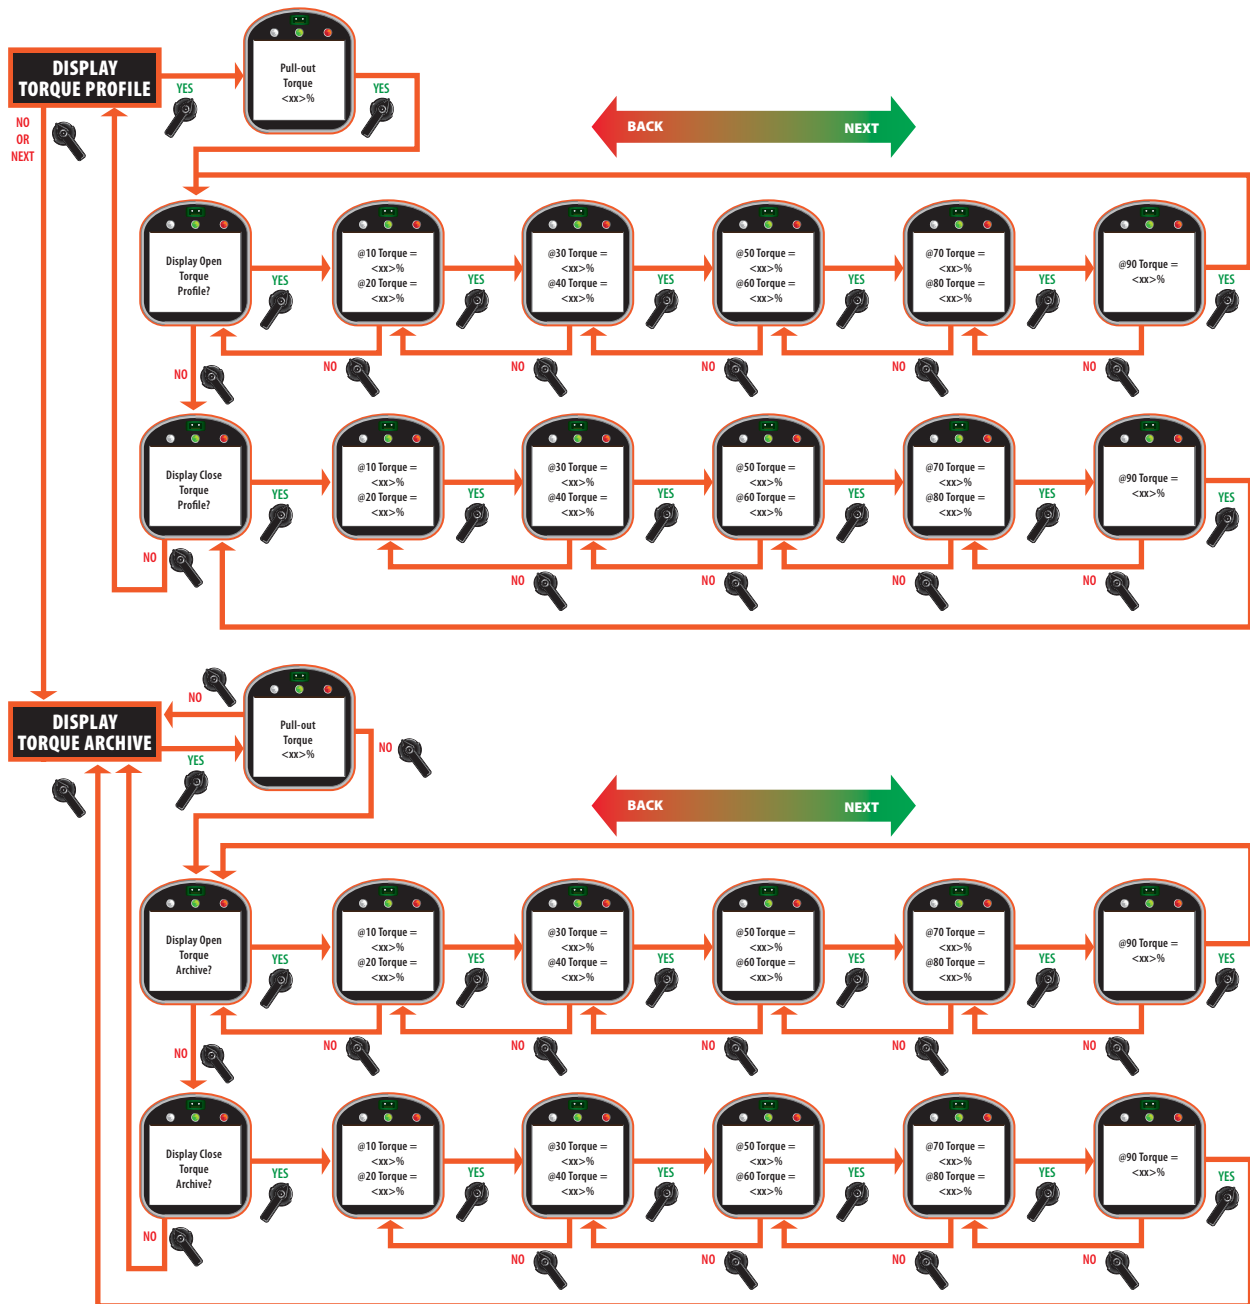 DISPLAY
TORQUE PROFILE
YES
Pull-out
Torque
<xx>%
YES
NO
OR
NEXT
BACK
NEXT
Display Open
Torque
Profile?
YES
@10 Torque =
<xx>%
@20 Torque =
<xx>%
YES
@30 Torque =
<xx>%
@40 Torque =
<xx>%
YES
@50 Torque =
<xx>%
@60 Torque =
<xx>%
YES
@70 Torque =
<xx>%
@80 Torque =
<xx>%
YES
@90 Torque =
<xx>%
YES
NO
NO
NO
NO
NO
NO
Display Close
Torque
Profile?
YES
@10 Torque =
<xx>%
@20 Torque =
<xx>%
YES
@30 Torque =
<xx>%
@40 Torque =
<xx>%
YES
@50 Torque =
<xx>%
@60 Torque =
<xx>%
YES
@70 Torque =
<xx>%
@80 Torque =
<xx>%
YES
@90 Torque =
<xx>%
YES
NO
NO
NO
NO
NO
DISPLAY
TORQUE ARCHIVE
NO
YES
Pull-out
Torque
<xx>%
NO
BACK
NEXT
Display Open
Torque
Archive?
YES
@10 Torque =
<xx>%
@20 Torque =
<xx>%
YES
@30 Torque =
<xx>%
@40 Torque =
<xx>%
YES
@50 Torque =
<xx>%
@60 Torque =
<xx>%
YES
@70 Torque =
<xx>%
@80 Torque =
<xx>%
YES
@90 Torque =
<xx>%
YES
NO
NO
NO
NO
NO
NO
Display Close
Torque
Archive?
YES
@10 Torque =
<xx>%
@20 Torque =
<xx>%
YES
@30 Torque =
<xx>%
@40 Torque =
<xx>%
YES
@50 Torque =
<xx>%
@60 Torque =
<xx>%
YES
@70 Torque =
<xx>%
@80 Torque =
<xx>%
YES
@90 Torque =
<xx>%
YES
NO
NO
NO
NO
NO